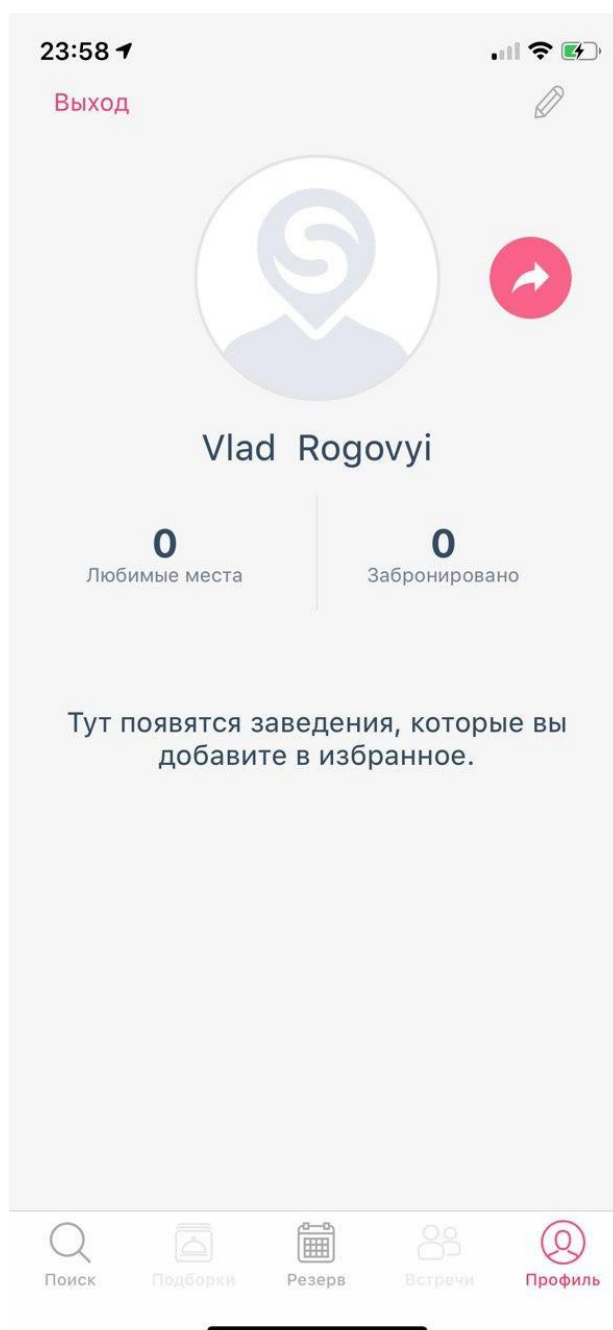 23:58
Выход
Vlad Rogovyi
0 0
Любимые места Забронировано
Тут появятся заведения, которые вы
добавите в избранное.
Поиск Подборки Резерв Встречи Профиль